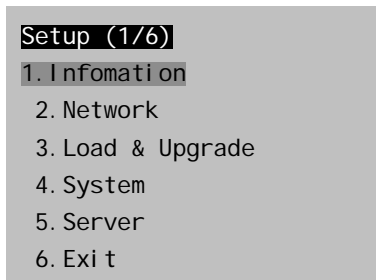 Setup (1/6)
1.Infomation
2.Network
3.Load & Upgrade
4.System
5.Server
6.Exit